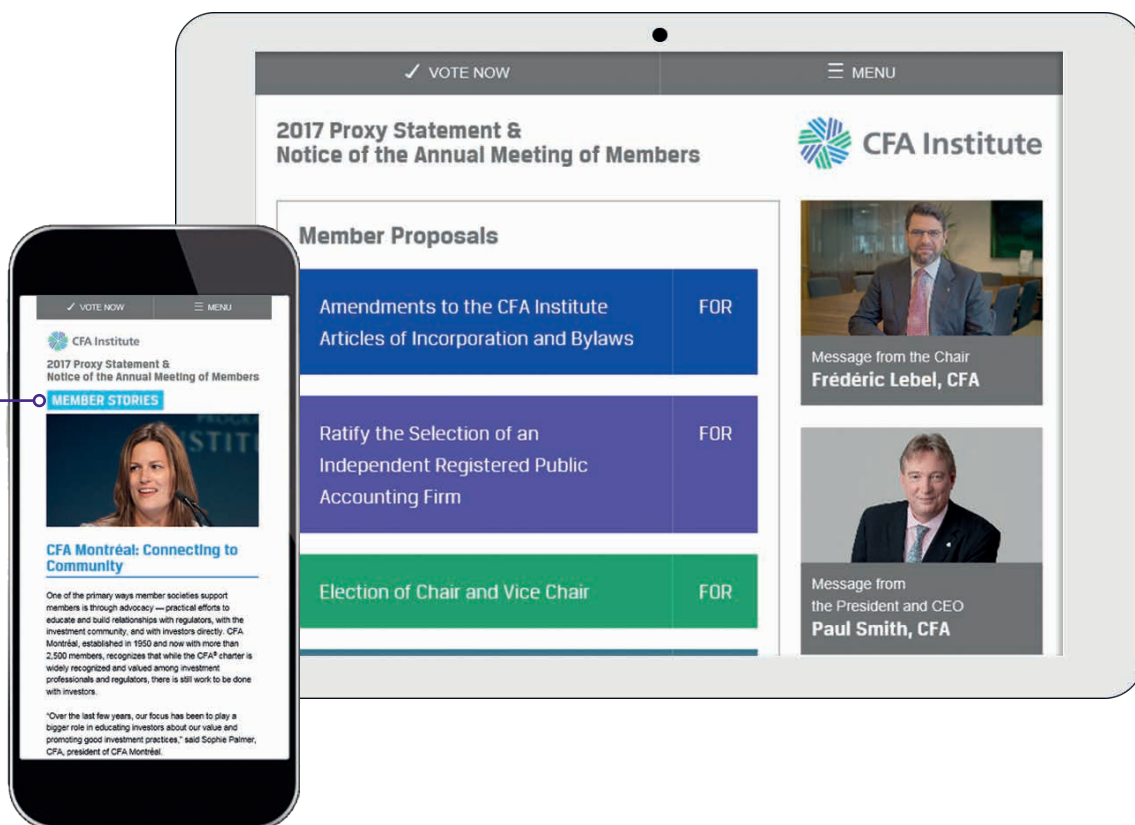 ✓ VOTE NOW
☰ MENU
2017 Proxy Statement &
Notice of the Annual Meeting of Members
CFA Institute
Member Proposals
Amendments to the CFA Institute
Articles of Incorporation and Bylaws
FOR
Ratify the Selection of an
Independent Registered Public
Accounting Firm
FOR
Election of Chair and Vice Chair
FOR
Message from the Chair
Frédéric Lebel, CFA
Message from
the President and CEO
Paul Smith, CFA
✓ VOTE NOW
☰ MENU
CFA Institute
2017 Proxy Statement &
Notice of the Annual Meeting of Members
MEMBER STORIES
CFA Montréal: Connecting to
Community
One of the primary ways member societies support
members is through advocacy — practical efforts to
educate and build relationships with regulators, with the
investment community, and with investors directly. CFA
Montréal, established in 1950 and now with more than
2,500 members, recognizes that while the CFA® charter is
widely recognized and valued among investment
professionals and regulators, there is still work to be done
with investors.
"Over the last few years, our focus has been to play a
bigger role in educating investors about our value and
promoting good investment practices," said Sophie Palmer,
CFA, president of CFA Montréal.